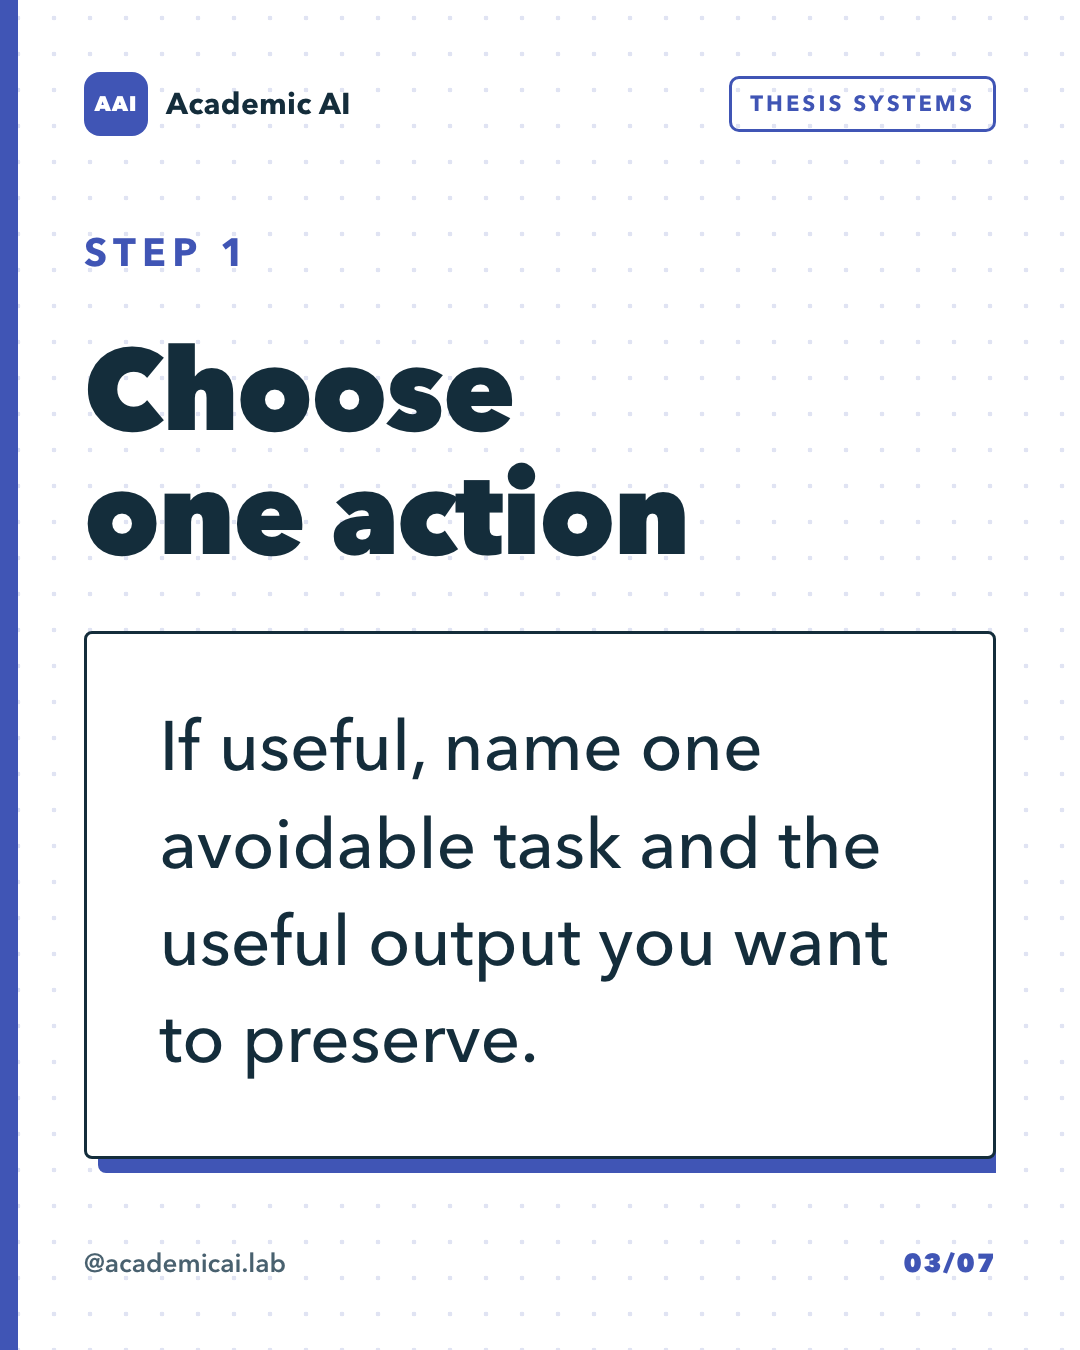 AAI
Academic AI
THESIS SYSTEMS
STEP 1
Choose
one action
If useful, name one
avoidable task and the
useful output you want
to preserve.
@academicai.lab
03/07